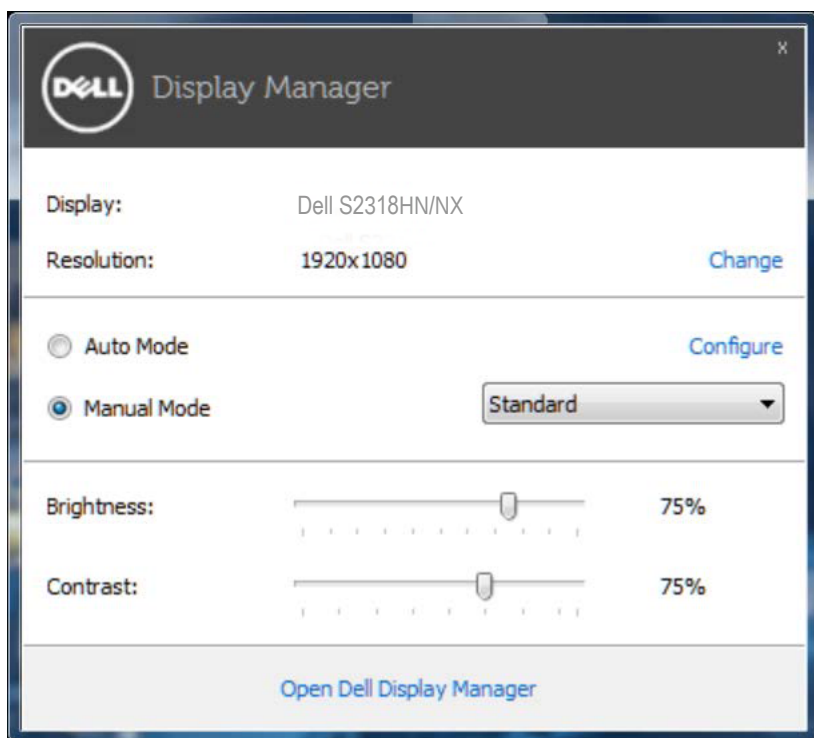 DELL Display Manager
x
Display: Dell S2318HN/NX
Resolution: 1920x1080 Change
Auto Mode Configure
Manual Mode Standard
Brightness: 75%
Contrast: 75%
Open Dell Display Manager